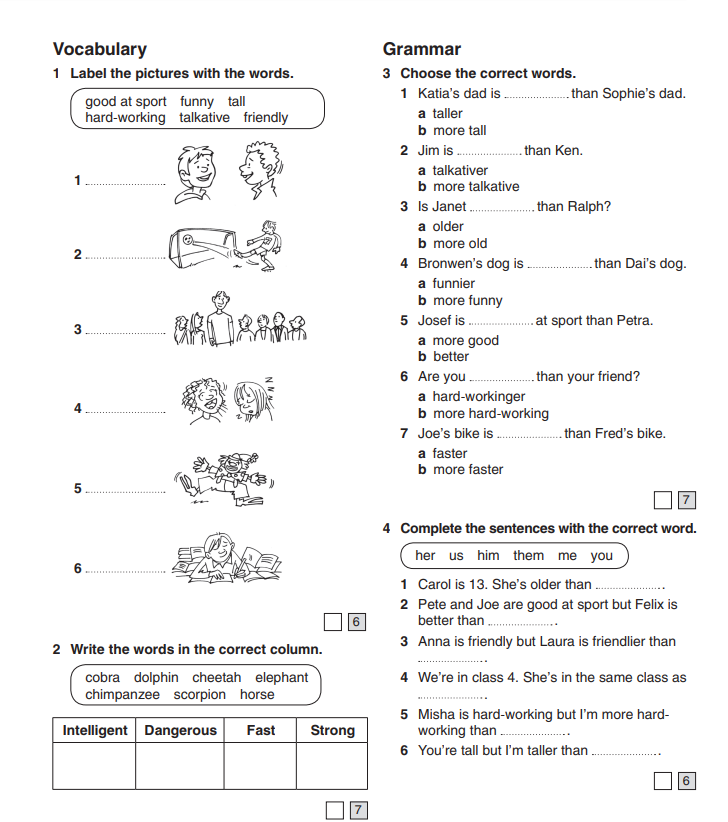 Vocabulary
1 Label the pictures with the words.
good at sport funny tall
hard-working talkative friendly
1 ........................
2 ........................
3 ........................
4 ........................
5 ........................
6 ........................
6
2 Write the words in the correct column.
cobra dolphin cheetah elephant
chimpanzee scorpion horse
Intelligent Dangerous Fast Strong
7
Grammar
3 Choose the correct words.
1 Katia's dad is ................... than Sophie's dad.
a taller
b more tall
2 Jim is ................... than Ken.
a talkativer
b more talkative
3 Is Janet ................... than Ralph?
a older
b more old
4 Bronwen's dog is ................... than Dai's dog.
a funnier
b more funny
5 Josef is ................... at sport than Petra.
a more good
b better
6 Are you ................... than your friend?
a hard-workinger
b more hard-working
7 Joe's bike is ................... than Fred's bike.
a faster
b more faster
7
4 Complete the sentences with the correct word.
her us him them me you
1 Carol is 13. She's older than ....................
2 Pete and Joe are good at sport but Felix is
better than ....................
3 Anna is friendly but Laura is friendlier than
....................
4 We're in class 4. She's in the same class as
....................
5 Misha is hard-working but I'm more hard-
working than ....................
6 You're tall but I'm taller than ....................
6
z z z z